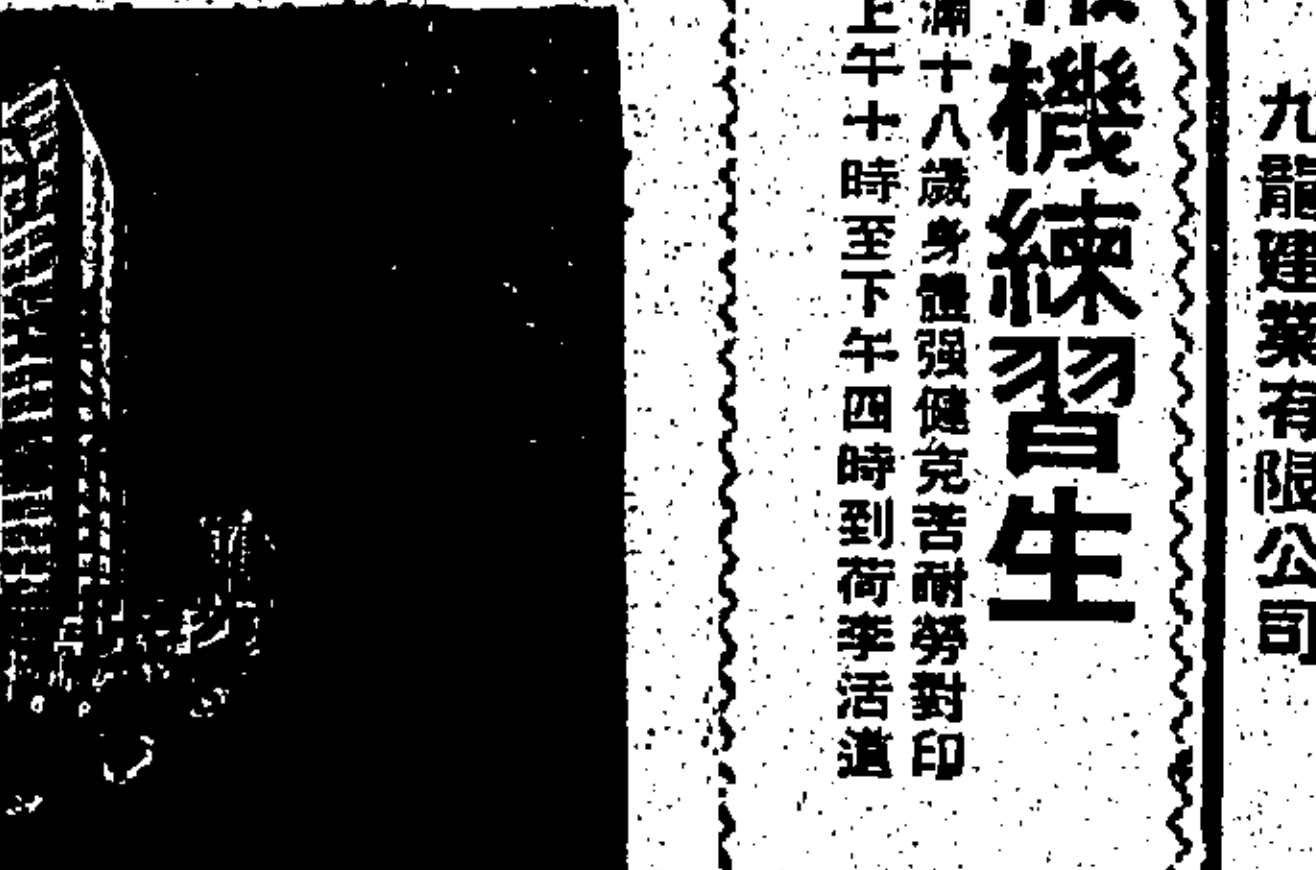 九龍建業有限公司
機練習生
滿十八歲身體强健克苦耐勞對印
上午十時至下午四時到荷李活道